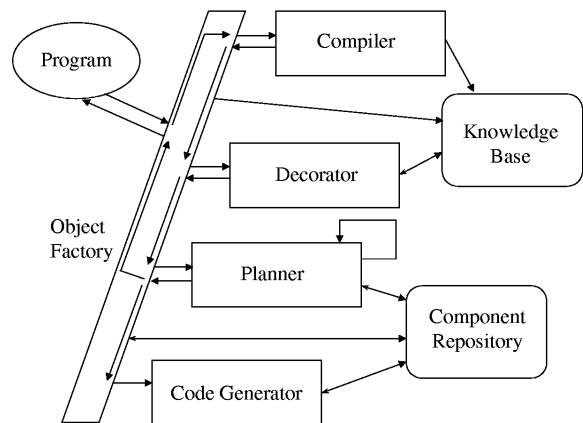 Compiler
Program
Knowledge
Base
Decorator
Object
Factory
Planner
Component
Repository
Code Generator